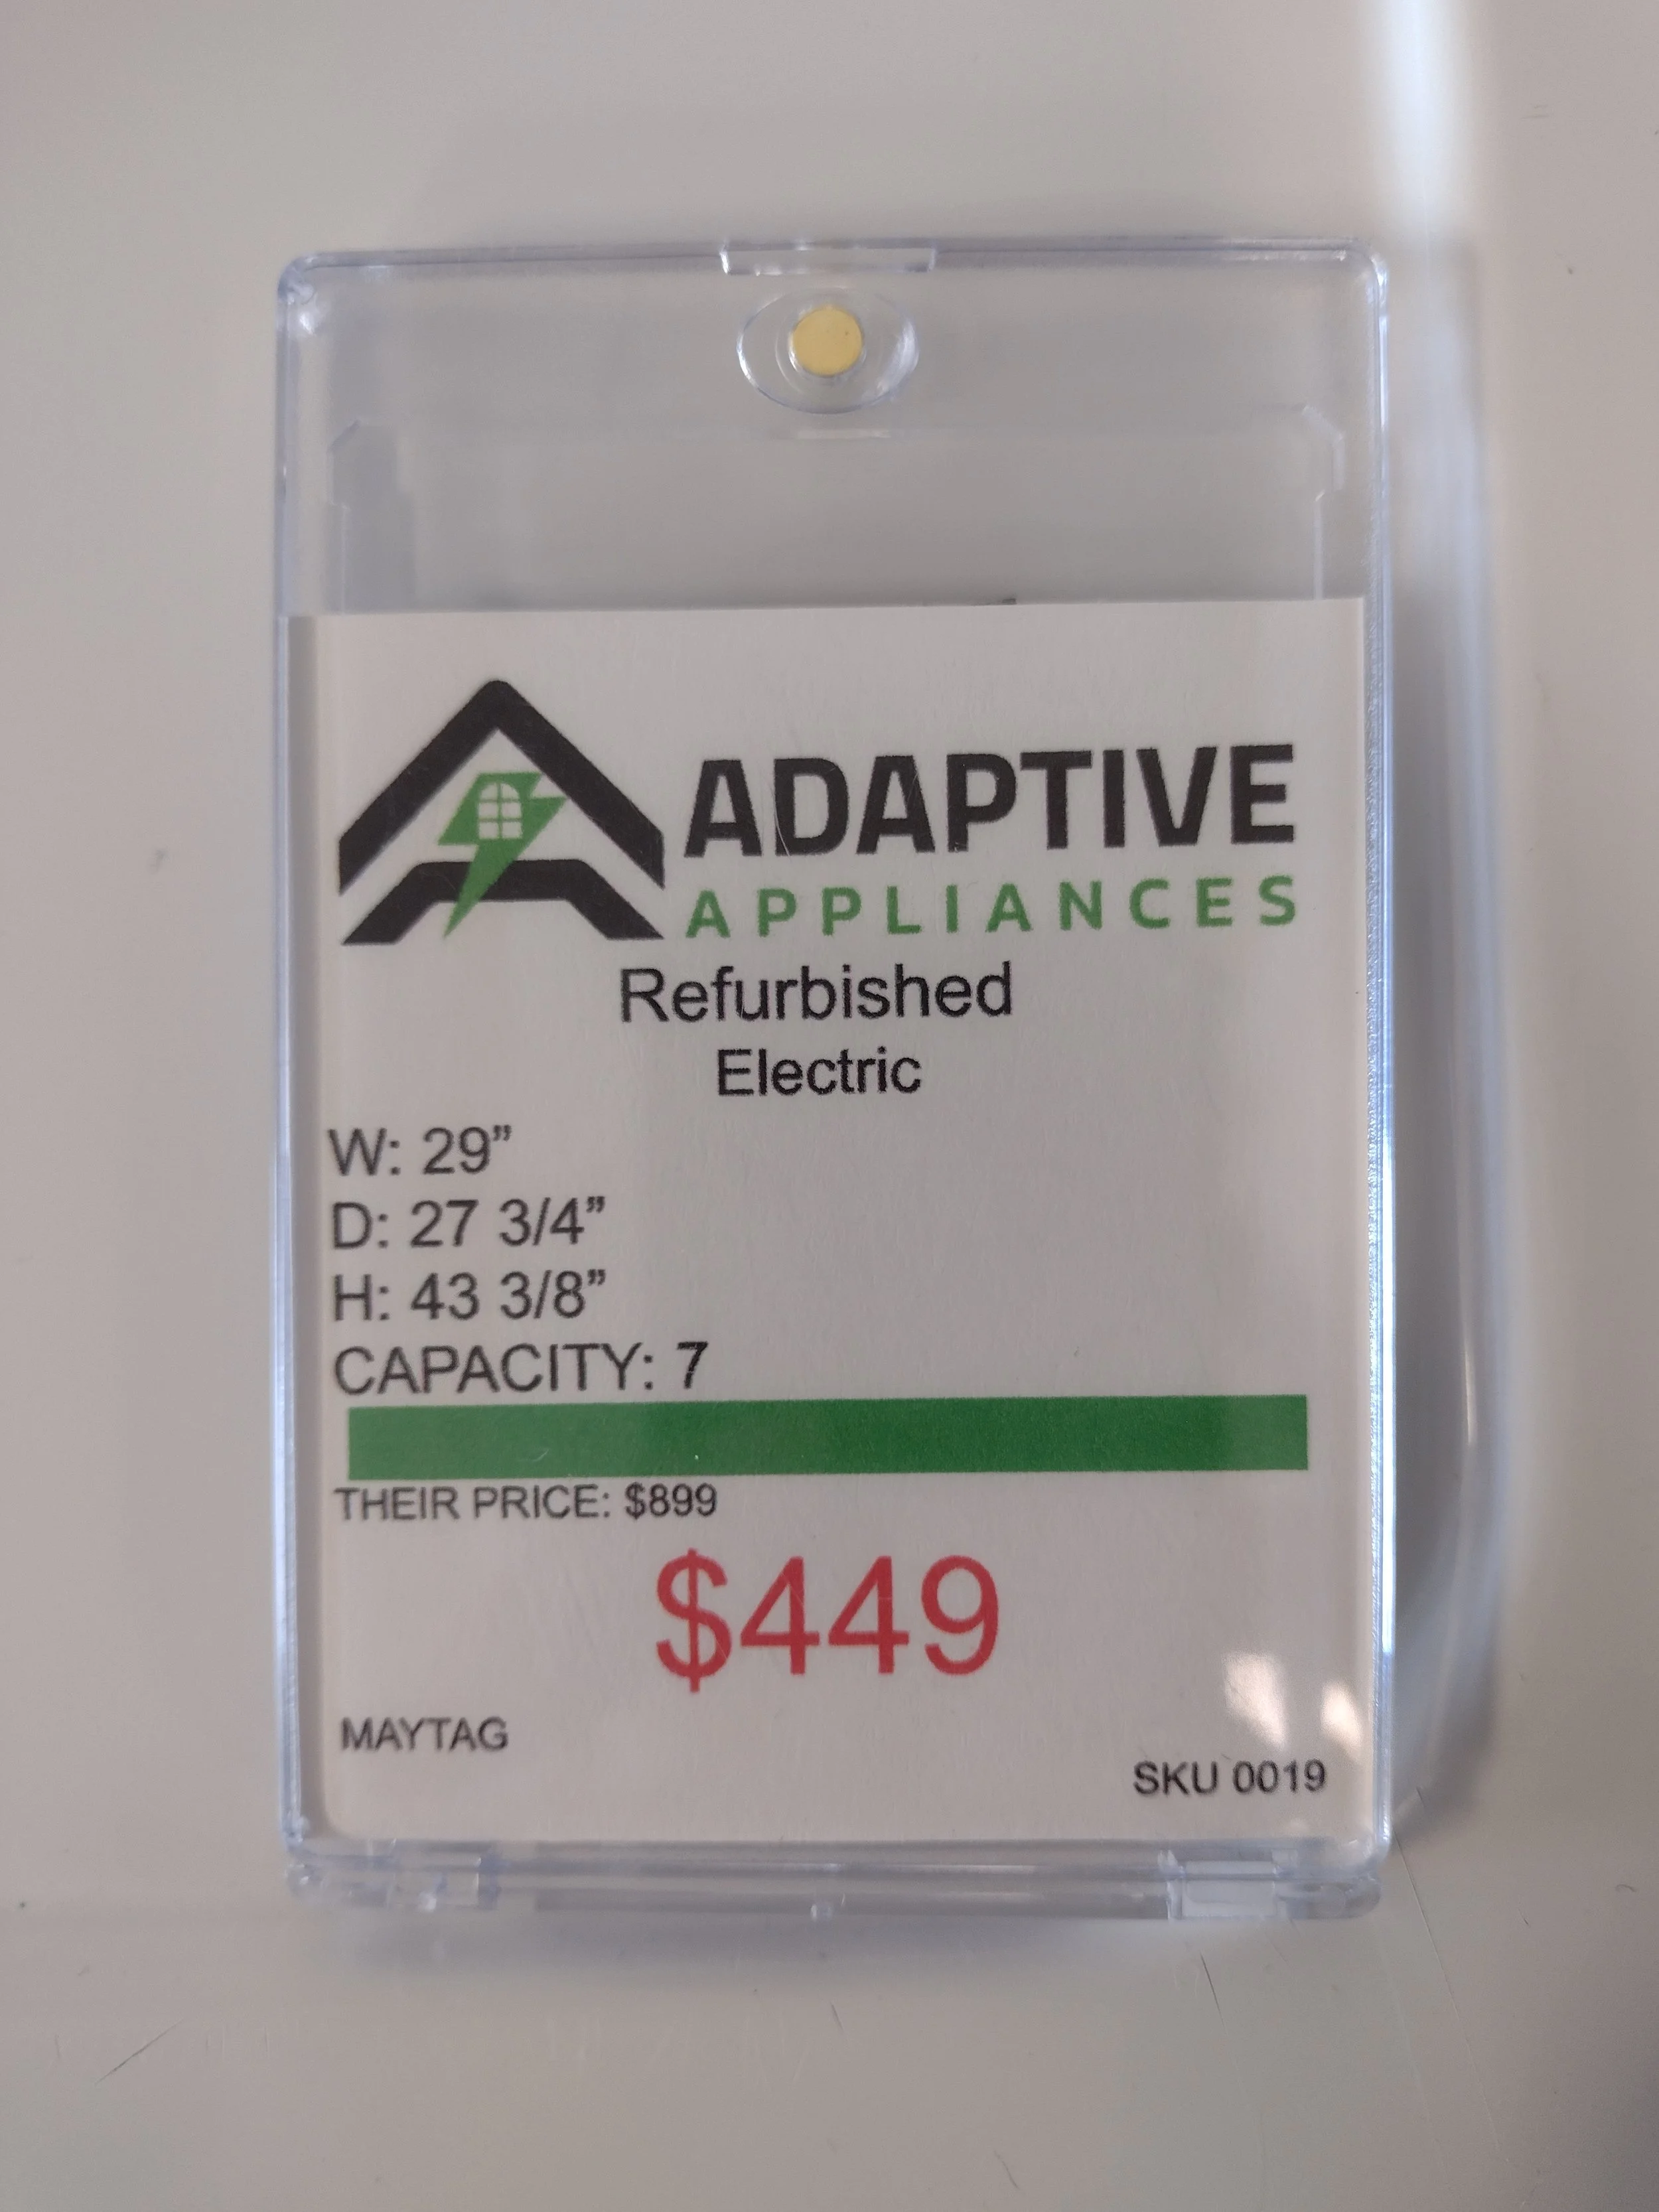 ADAPTIVE
APPLIANCES
Refurbished
Electric
W: 29”
D: 27 3/4”
H: 43 3/8”
CAPACITY: 7
THEIR PRICE: $899
$449
MAYTAG
SKU 0019